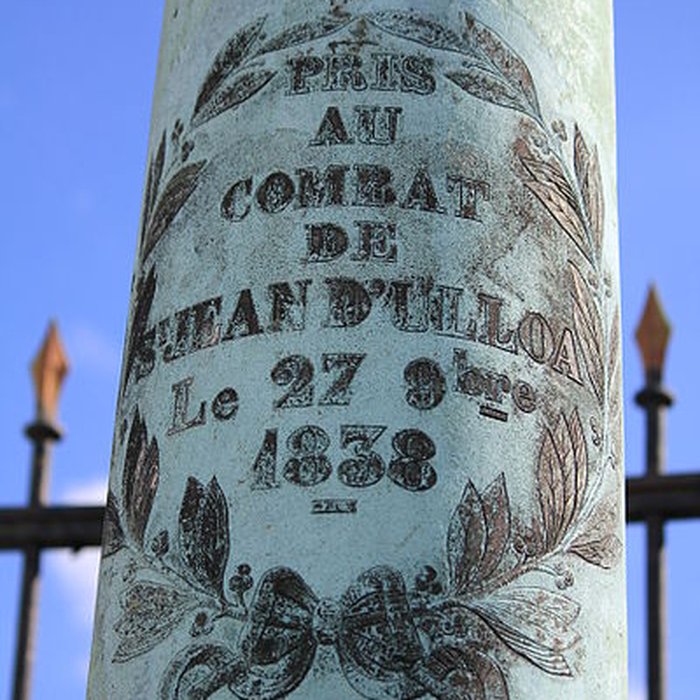 PRIS
AU
COMBAT
DE
St JEAN D'ULLOA
Le 27 9bre
1838